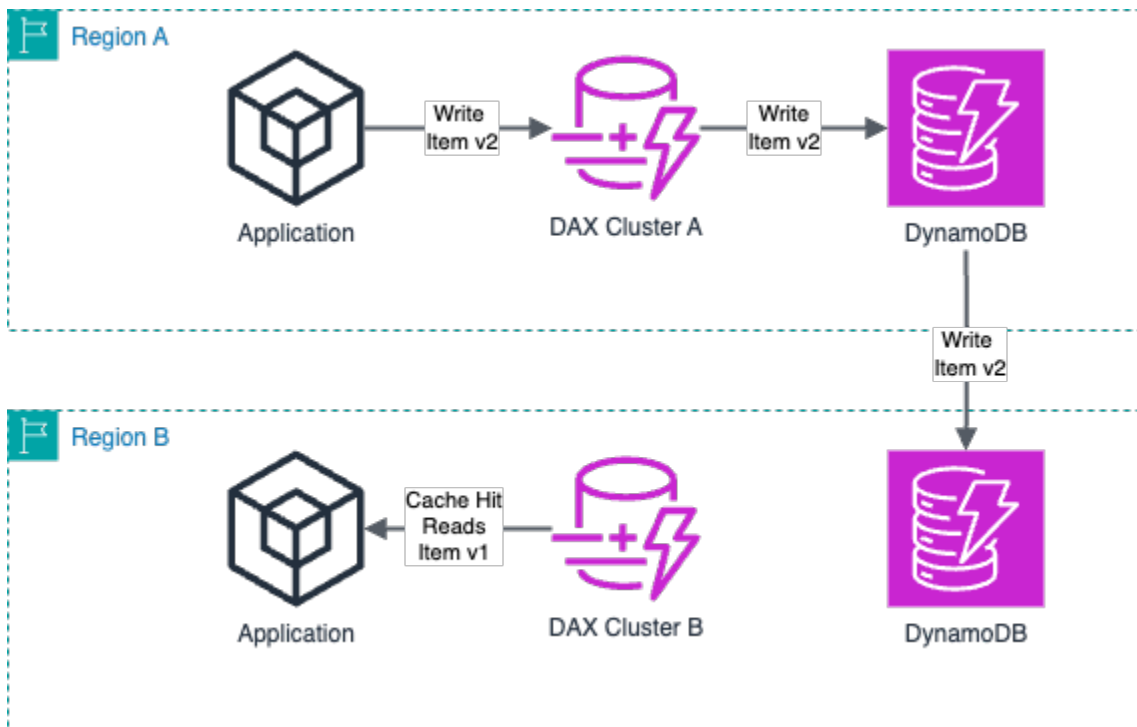 Region A
Write
Item v2
Write
Item v2
Application
DAX Cluster A
DynamoDB
Write
Item v2
Region B
Cache Hit
Reads
Item v1
Application
DAX Cluster B
DynamoDB